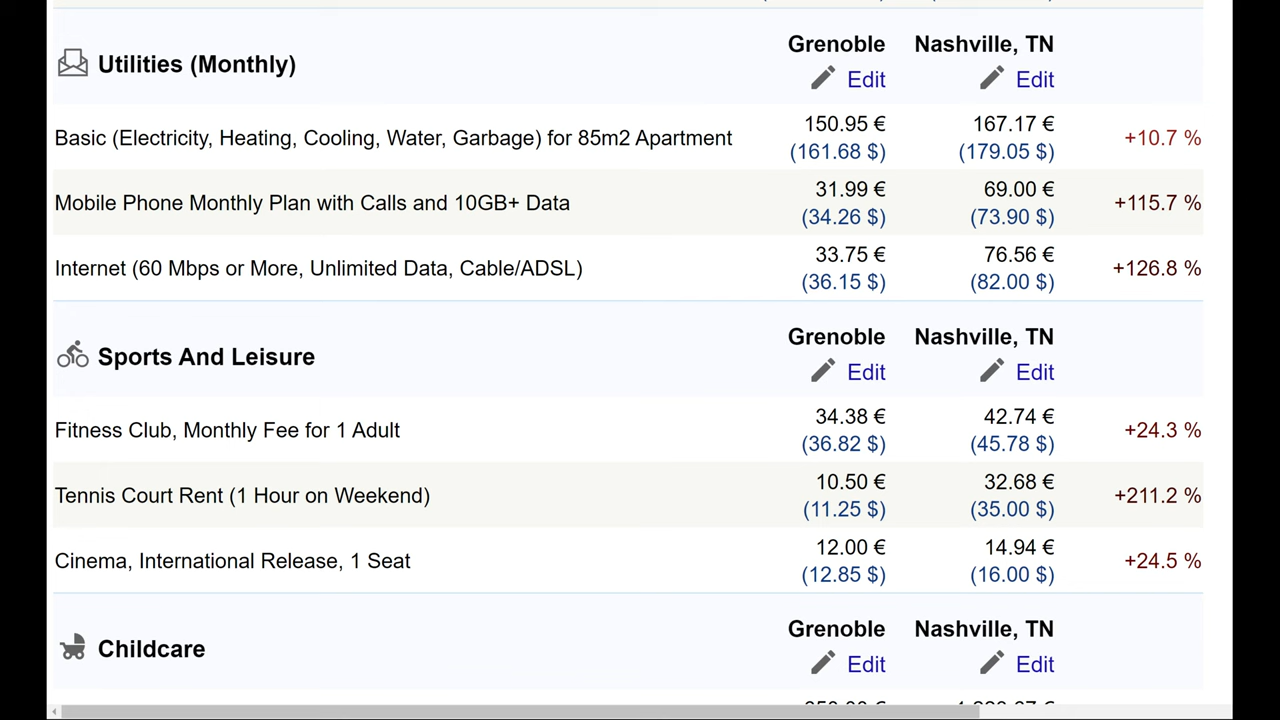 Utilities (Monthly) Grenoble Nashville, TN
Edit Edit
Basic (Electricity, Heating, Cooling, Water, Garbage) for 85m2 Apartment 150.95 € 167.17 € +10.7 %
(161.68 $) (179.05 $)
Mobile Phone Monthly Plan with Calls and 10GB+ Data 31.99 € 69.00 € +115.7 %
(34.26 $) (73.90 $)
Internet (60 Mbps or More, Unlimited Data, Cable/ADSL) 33.75 € 76.56 € +126.8 %
(36.15 $) (82.00 $)
Sports And Leisure Grenoble Nashville, TN
Edit Edit
Fitness Club, Monthly Fee for 1 Adult 34.38 € 42.74 € +24.3 %
(36.82 $) (45.78 $)
Tennis Court Rent (1 Hour on Weekend) 10.50 € 32.68 € +211.2 %
(11.25 $) (35.00 $)
Cinema, International Release, 1 Seat 12.00 € 14.94 € +24.5 %
(12.85 $) (16.00 $)
Childcare Grenoble Nashville, TN
Edit Edit